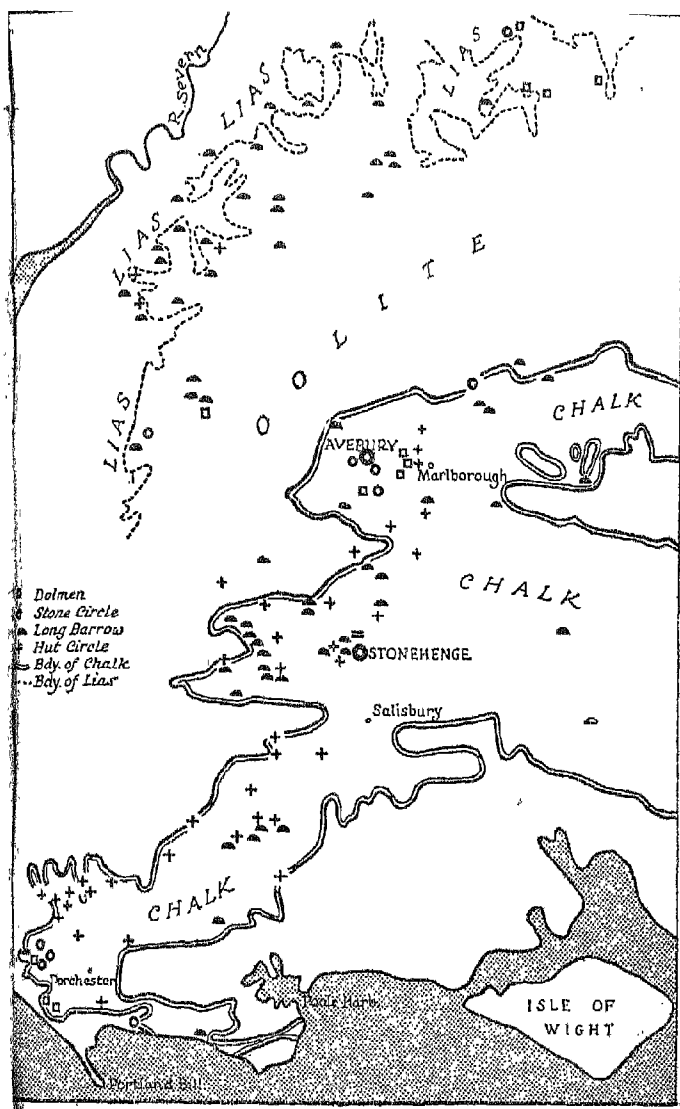 R. Severn
LIAS
LIAS
LIAS
LIAS
OOLITE
CHALK
AVEBURY
Marlborough
CHALK
Dolmen
Stone Circle
Long Barrow
Hut Circle
Bdy. of Chalk
Bdy. of Lias
STONEHENGE
Salisbury
CHALK
Dorchester
Poole Harb.
ISLE OF
WIGHT
Portland Bill